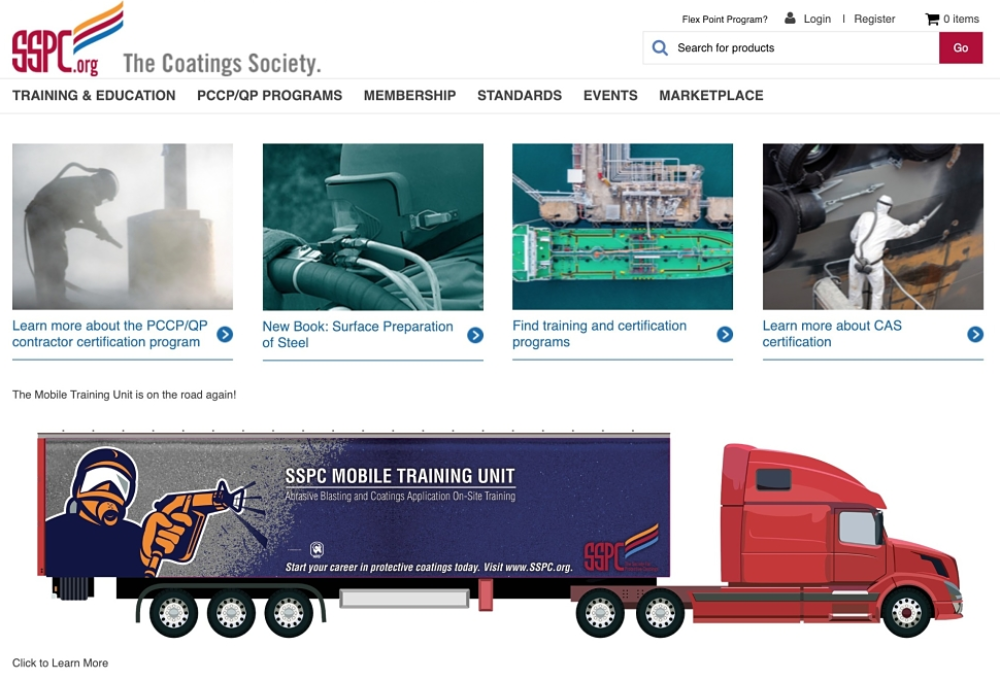 SSPC.org The Coatings Society.
Flex Point Program? Login | Register 0 items
Search for products Go
TRAINING & EDUCATION PCCP/QP PROGRAMS MEMBERSHIP STANDARDS EVENTS MARKETPLACE
Learn more about the PCCP/QP
contractor certification program
New Book: Surface Preparation
of Steel
Find training and certification
programs
Learn more about CAS
certification
The Mobile Training Unit is on the road again!
SSPC MOBILE TRAINING UNIT
Abrasive Blasting and Coatings Application On-Site Training
SSPC
Start your career in protective coatings today. Visit www.SSPC.org.
Click to Learn More